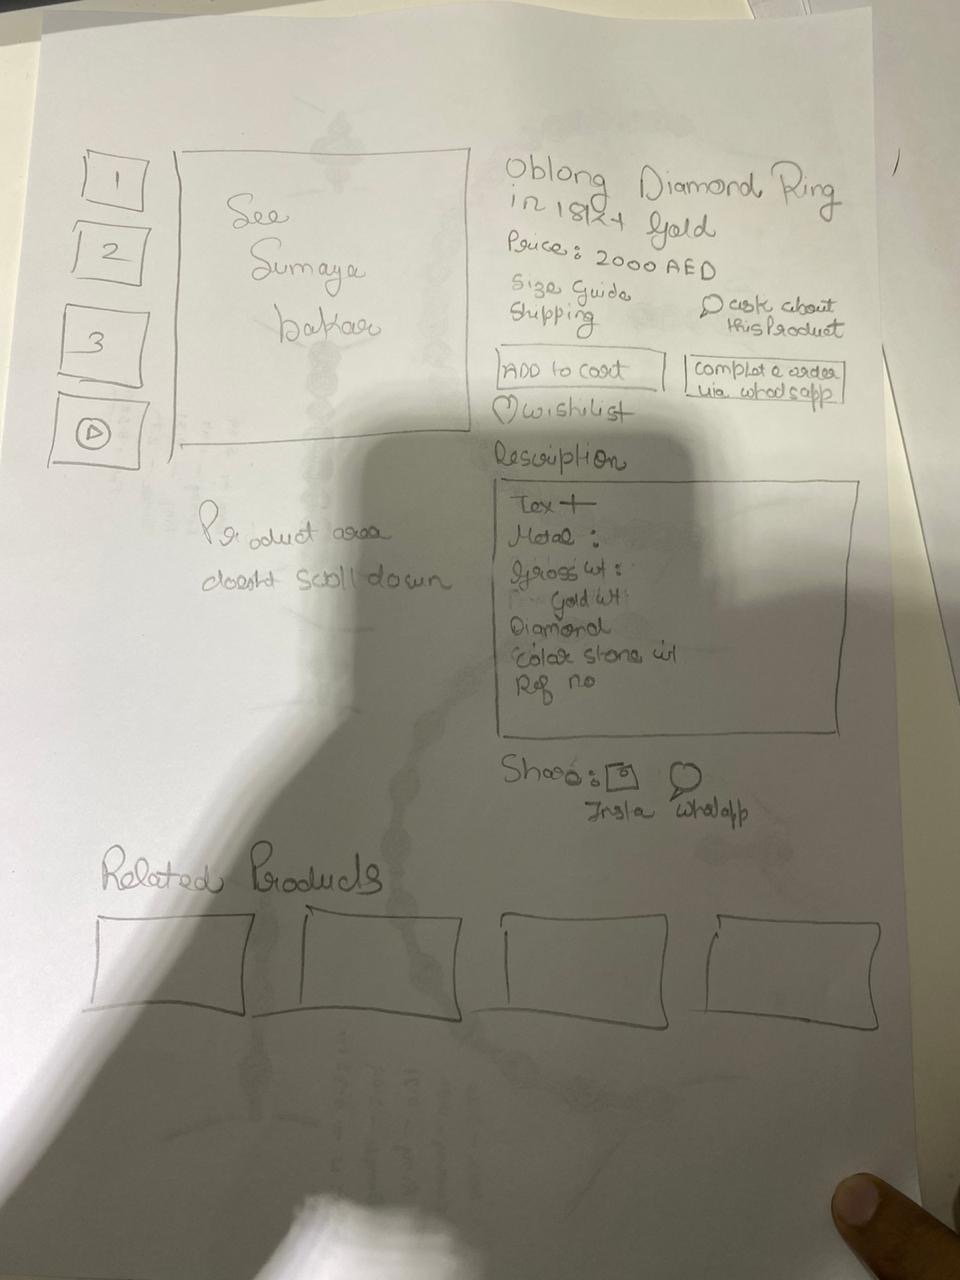 1
2
3
See
Sumaya
bakar
Product area
doesnt scroll down
Oblong Diamond Ring
in 18kt Gold
Price: 2000 AED
Size Guide
Shipping
ask about
this Product
ADD to cart
complete order
via whatsapp
wishlist
Description
Text
Metal :
Gross wt :
Gold wt
Diamond
Color stone wt
Ref no
Share :
Insta
whatapp
Related Products